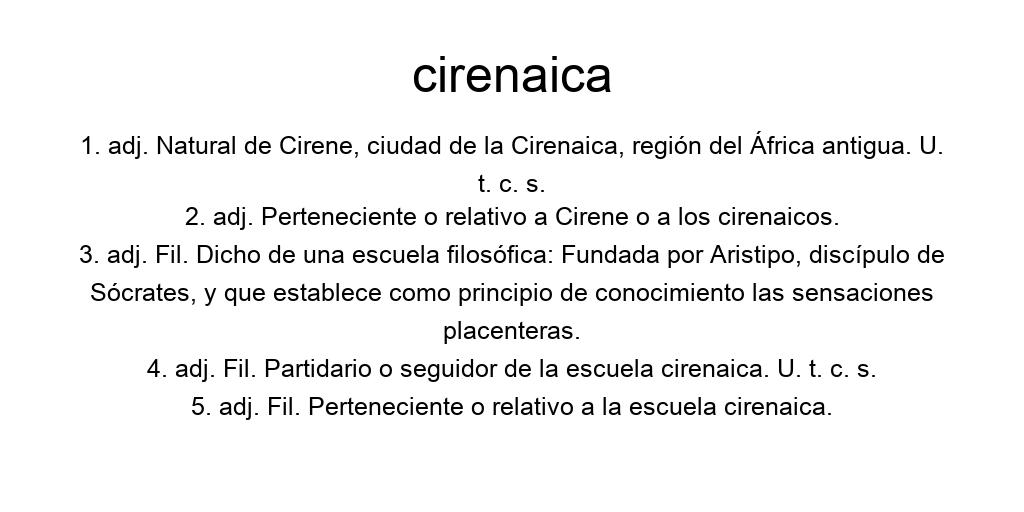 cirenaica
1. adj. Natural de Cirene, ciudad de la Cirenaica, región del África antigua. U.
t. c. s.
2. adj. Perteneciente o relativo a Cirene o a los cirenaicos.
3. adj. Fil. Dicho de una escuela filosófica: Fundada por Aristipo, discípulo de
Sócrates, y que establece como principio de conocimiento las sensaciones
placenteras.
4. adj. Fil. Partidario o seguidor de la escuela cirenaica. U. t. c. s.
5. adj. Fil. Perteneciente o relativo a la escuela cirenaica.